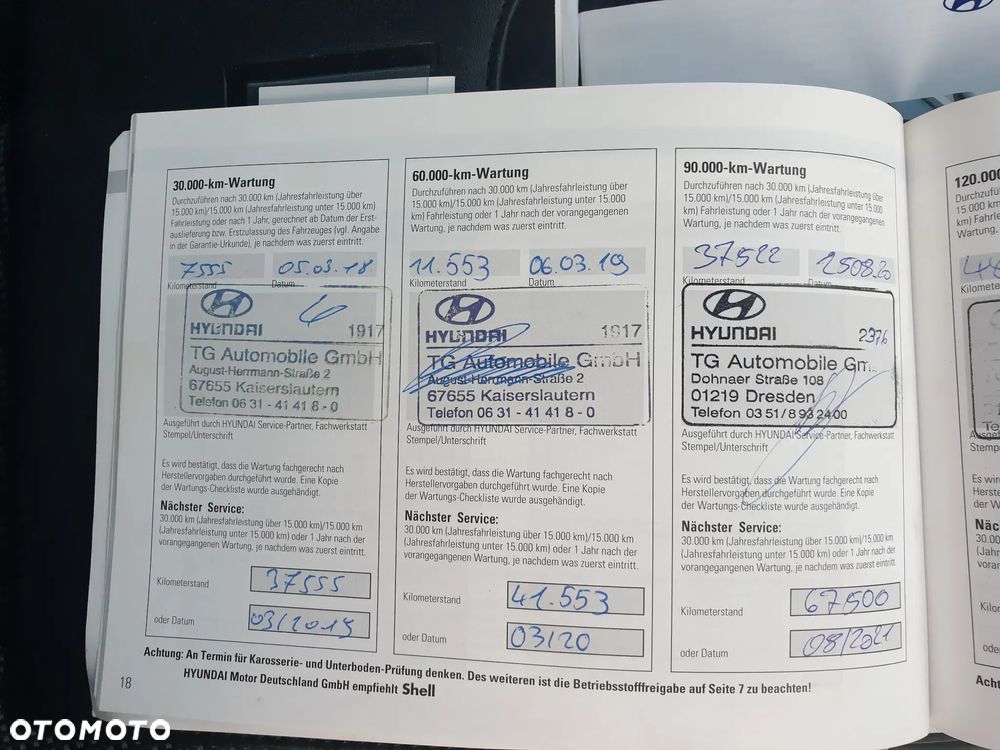 30.000-km-Wartung
Durchzuführen nach 30.000 km (Jahresfahrleistung über
15.000 km)/15.000 km (Jahresfahrleistung unter 15.000 km)
Fahrleistung oder nach 1 Jahr, gerechnet ab Datum der Erst-
auslieferung bzw. Erstzulassung des Fahrzeuges (vgl. Angabe
in der Garantie-Urkunde), je nachdem was zuerst eintritt.
7555 05.03.18
Kilometerstand Datum
HYUNDAI 1917
TG Automobile GmbH
August-Herrmann-Straße 2
67655 Kaiserslautern
Telefon 06 31 - 41 41 8 - 0
Ausgeführt durch HYUNDAI Service-Partner, Fachwerkstatt
Stempel/Unterschrift
Es wird bestätigt, dass die Wartung fachgerecht nach
Herstellervorgaben durchgeführt wurde. Eine Kopie
der Wartungs-Checkliste wurde ausgehändigt.
Nächster Service:
30.000 km (Jahresfahrleistung über 15.000 km)/15.000 km
(Jahresfahrleistung unter 15.000 km) oder 1 Jahr nach der
vorangegangenen Wartung, je nachdem was zuerst eintritt.
Kilometerstand 37555
oder Datum 03/2019
60.000-km-Wartung
Durchzuführen nach 30.000 km (Jahresfahrleistung über
15.000 km)/15.000 km (Jahresfahrleistung unter 15.000
km) Fahrleistung oder 1 Jahr nach der vorangegangenen
Wartung, je nachdem was zuerst eintritt.
11.553 06.03.19
Kilometerstand Datum
HYUNDAI 1917
TG Automobile GmbH
August-Herrmann-Straße 2
67655 Kaiserslautern
Telefon 06 31 - 41 41 8 - 0
Ausgeführt durch HYUNDAI Service-Partner, Fachwerkstatt
Stempel/Unterschrift
Es wird bestätigt, dass die Wartung fachgerecht nach
Herstellervorgaben durchgeführt wurde. Eine Kopie
der Wartungs-Checkliste wurde ausgehändigt.
Nächster Service:
30.000 km (Jahresfahrleistung über 15.000 km)/15.000 km
(Jahresfahrleistung unter 15.000 km) oder 1 Jahr nach der
vorangegangenen Wartung, je nachdem was zuerst eintritt.
Kilometerstand 41.553
oder Datum 03/20
90.000-km-Wartung
Durchzuführen nach 30.000 km (Jahresfahrleistung über
15.000 km)/15.000 km (Jahresfahrleistung unter 15.000
km) Fahrleistung oder 1 Jahr nach der vorangegangenen
Wartung, je nachdem was zuerst eintritt.
37522 250820
Kilometerstand Datum
HYUNDAI 2376
TG Automobile Gm
Dohnaer Straße 108
01219 Dresden
Telefon 03 51/8 93 24 00
Ausgeführt durch HYUNDAI Service-Partner, Fachwerkstatt
Stempel/Unterschrift
Es wird bestätigt, dass die Wartung fachgerecht nach
Herstellervorgaben durchgeführt wurde. Eine Kopie
der Wartungs-Checkliste wurde ausgehändigt.
Nächster Service:
30.000 km (Jahresfahrleistung über 15.000 km)/15.000 km
(Jahresfahrleistung unter 15.000 km) oder 1 Jahr nach der
vorangegangenen Wartung, je nachdem was zuerst eintritt.
Kilometerstand 67500
oder Datum 08/2021
Achtung: An Termin für Karosserie- und Unterboden-Prüfung denken. Des weiteren ist die Betriebsstofffreigabe auf Seite 7 zu beachten!
18 HYUNDAI Motor Deutschland GmbH empfiehlt Shell
120.000
OTOMOTO